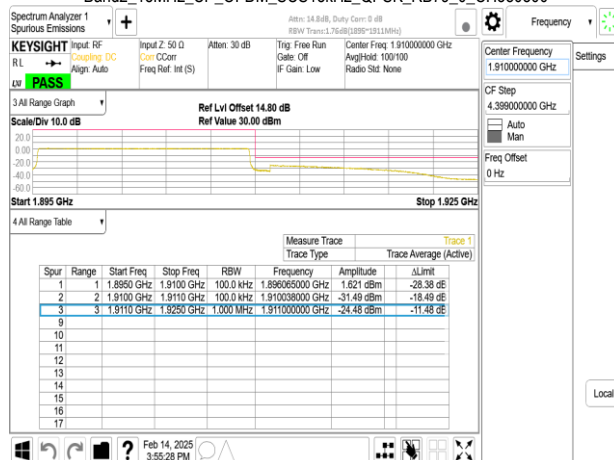 Spectrum Analyzer 1
Spurious Emissions
+
Attn: 14.8dB, Duty Corr: 0 dB
RBW Trans:1.76dB(1895~1911MHz)
Frequency
Settings
KEYSIGHT
RL
LXI
PASS
Input: RF
Coupling: DC
Align: Auto
Input Z: 50 Ω
Corr CCorr
Freq Ref: Int (S)
Atten: 30 dB
Trig: Free Run
Gate: Off
IF Gain: Low
Center Freq: 1.910000000 GHz
Avg|Hold: 100/100
Radio Std: None
Center Frequency
1.910000000 GHz
CF Step
4.399000000 GHz
Auto
Man
Freq Offset
0 Hz
3 All Range Graph
Scale/Div 10.0 dB
Ref Lvl Offset 14.80 dB
Ref Value 30.00 dBm
20.0
0.00
-20.0
-40.0
-60.0
Start 1.895 GHz
Stop 1.925 GHz
4 All Range Table
Measure Trace Trace 1
Trace Type Trace Average (Active)
Spur Range Start Freq Stop Freq RBW Frequency Amplitude ΔLimit
1 1 1.8950 GHz 1.9100 GHz 100.0 kHz 1.896065000 GHz 1.621 dBm -28.38 dB
2 2 1.9100 GHz 1.9110 GHz 100.0 kHz 1.910038000 GHz -31.49 dBm -18.49 dB
3 3 1.9110 GHz 1.9250 GHz 1.000 MHz 1.911000000 GHz -24.48 dBm -11.48 dB
9
10
11
12
13
14
15
16
17
Local
?
Feb 14, 2025
3:55:28 PM